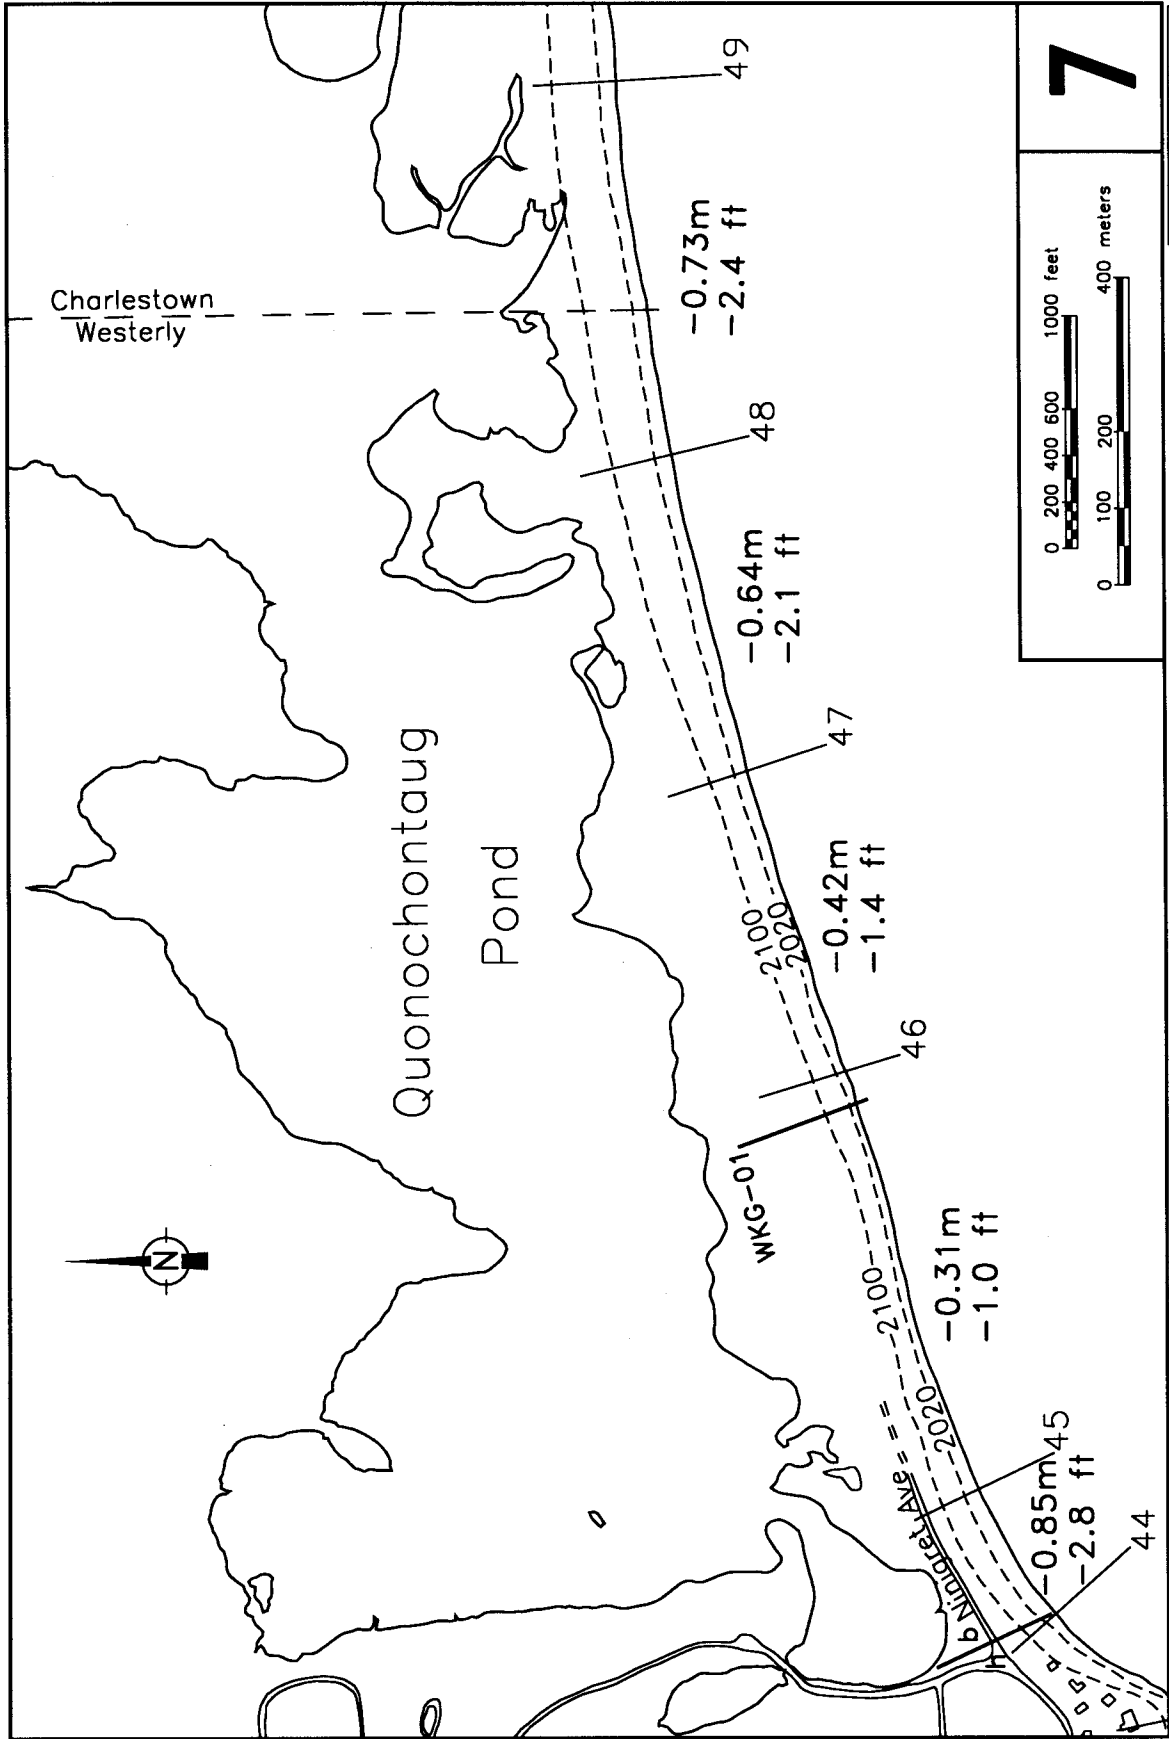 Charlestown
Westerly
49
-0.73m
-2.4 ft
48
-0.64m
-2.1 ft
47
Quonochontaug
Pond
2100
2020
-0.42m
-1.4 ft
46
WKG-01
N
2100
-0.31m
-1.0 ft
2020
45
Ninigret Ave
-0.85m
-2.8 ft
44
b
h
7
0 200 400 600 1000 feet
0 100 200 400 meters